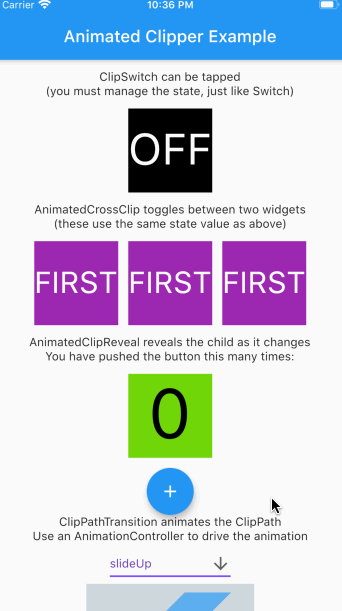 Carrier 10:36 PM
Animated Clipper Example
ClipSwitch can be tapped
(you must manage the state, just like Switch)
OFF
AnimatedCrossClip toggles between two widgets
(these use the same state value as above)
FIRST FIRST FIRST
AnimatedClipReveal reveals the child as it changes
You have pushed the button this many times:
0
+
ClipPathTransition animates the ClipPath
Use an AnimationController to drive the animation
slideUp